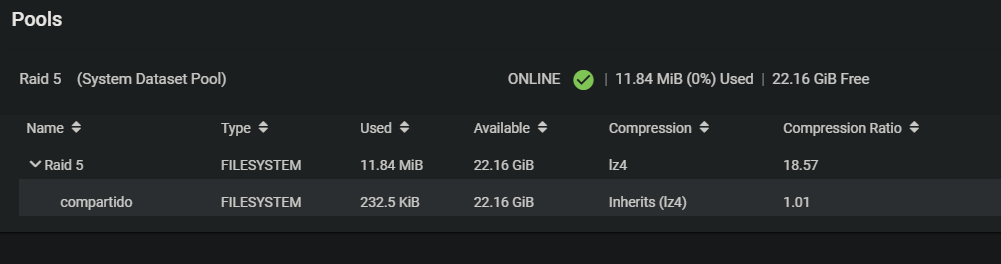 Pools
Raid 5 (System Dataset Pool) ONLINE | 11.84 MiB (0%) Used | 22.16 GiB Free
Name Type Used Available Compression Compression Ratio
Raid 5 FILESYSTEM 11.84 MiB 22.16 GiB lz4 18.57
compartido FILESYSTEM 232.5 KiB 22.16 GiB Inherits (lz4) 1.01